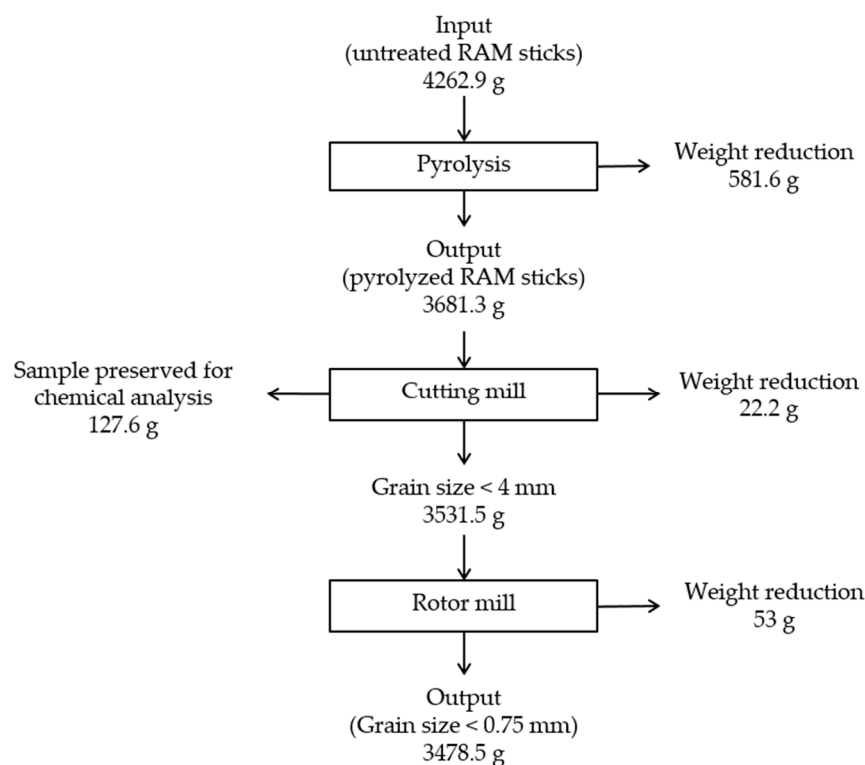 Input
(untreated RAM sticks)
4262.9 g
Pyrolysis
Weight reduction
581.6 g
Output
(pyrolyzed RAM sticks)
3681.3 g
Sample preserved for
chemical analysis
127.6 g
Cutting mill
Weight reduction
22.2 g
Grain size < 4 mm
3531.5 g
Rotor mill
Weight reduction
53 g
Output
(Grain size < 0.75 mm)
3478.5 g